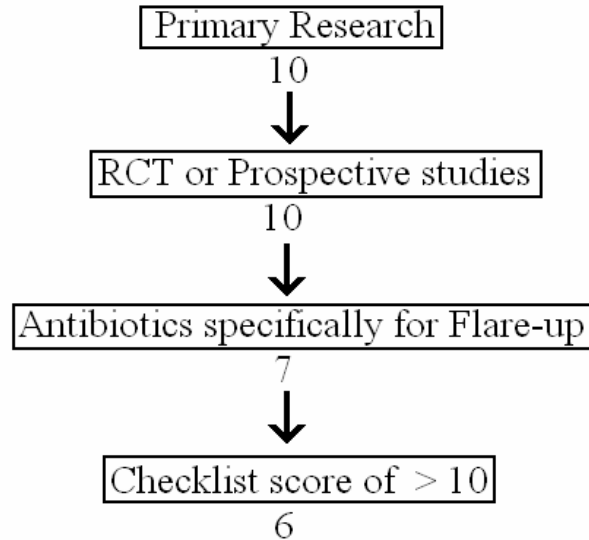 Primary Research
10
RCT or Prospective studies
10
Antibiotics specifically for Flare-up
7
Checklist score of > 10
6